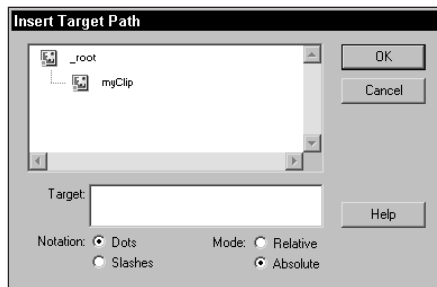 Insert Target Path
_root
myClip
OK
Cancel
Target:
Help
Notation: Dots Mode: Relative
Slashes Absolute